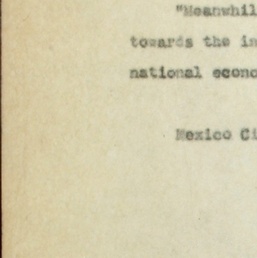 "Meanwhil
towards the in
national econo
Mexico Ci